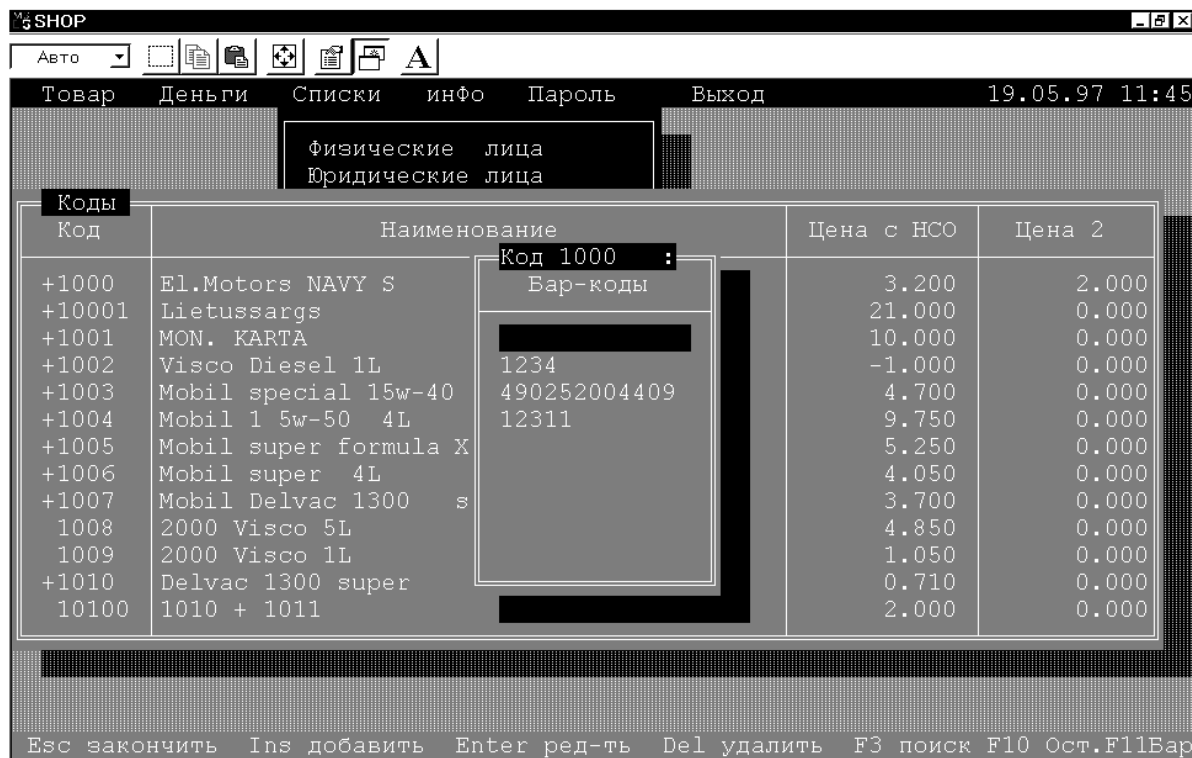 SHOP
Авто
A
Товар Деньги Списки инФо Пароль Выход 19.05.97 11:45
Физические лица
Юридические лица
Коды
Код Наименование Цена с НСО Цена 2
Код 1000 :
Бар-коды
+1000 El.Motors NAVY S 3.200 2.000
+10001 Lietussargs 21.000 0.000
+1001 MON. KARTA 10.000 0.000
+1002 Visco Diesel 1L 1234 -1.000 0.000
+1003 Mobil special 15w-40 490252004409 4.700 0.000
+1004 Mobil 1 5w-50 4L 12311 9.750 0.000
+1005 Mobil super formula X 5.250 0.000
+1006 Mobil super 4L 4.050 0.000
+1007 Mobil Delvac 1300 s 3.700 0.000
1008 2000 Visco 5L 4.850 0.000
1009 2000 Visco 1L 1.050 0.000
+1010 Delvac 1300 super 0.710 0.000
10100 1010 + 1011 2.000 0.000
Esc закончить Ins добавить Enter ред-ть Del удалить F3 поиск F10 Ост.F11Бар